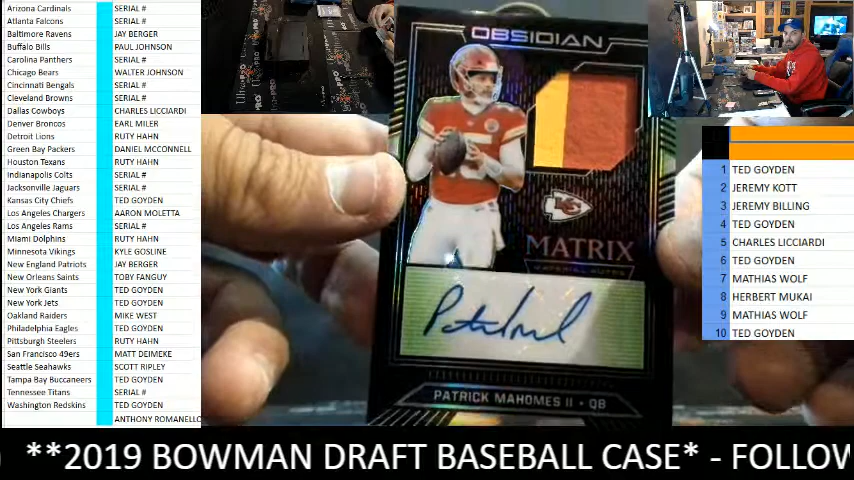 Arizona Cardinals SERIAL #
Atlanta Falcons SERIAL #
Baltimore Ravens JAY BERGER
Buffalo Bills PAUL JOHNSON
Carolina Panthers SERIAL #
Chicago Bears WALTER JOHNSON
Cincinnati Bengals SERIAL #
Cleveland Browns SERIAL #
Dallas Cowboys CHARLES LICCIARDI
Denver Broncos EARL MILER
Detroit Lions RUTY HAHN
Green Bay Packers DANIEL MCCONNELL
Houston Texans RUTY HAHN
Indianapolis Colts SERIAL #
Jacksonville Jaguars SERIAL #
Kansas City Chiefs TED GOYDEN
Los Angeles Chargers AARON MOLETTA
Los Angeles Rams SERIAL #
Miami Dolphins RUTY HAHN
Minnesota Vikings KYLE GOSLINE
New England Patriots JAY BERGER
New Orleans Saints TOBY FANGUY
New York Giants TED GOYDEN
New York Jets TED GOYDEN
Oakland Raiders MIKE WEST
Philadelphia Eagles TED GOYDEN
Pittsburgh Steelers RUTY HAHN
San Francisco 49ers MATT DEIMEKE
Seattle Seahawks SCOTT RIPLEY
Tampa Bay Buccaneers TED GOYDEN
Tennessee Titans SERIAL #
Washington Redskins TED GOYDEN
ANTHONY ROMANELLO
OBSIDIAN
MATRIX
MATERIAL AUTOS
PATRICK MAHOMES II • QB
1 TED GOYDEN
2 JEREMY KOTT
3 JEREMY BILLING
4 TED GOYDEN
5 CHARLES LICCIARDI
6 TED GOYDEN
7 MATHIAS WOLF
8 HERBERT MUKAI
9 MATHIAS WOLF
10 TED GOYDEN
**2019 BOWMAN DRAFT BASEBALL CASE* - FOLLOW